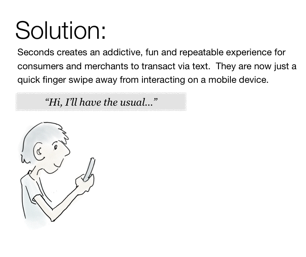 Solution:
Seconds creates an addictive, fun and repeatable experience for
consumers and merchants to transact via text.  They are now just a
quick finger swipe away from interacting on a mobile device.
“Hi, I’ll have the usual...”